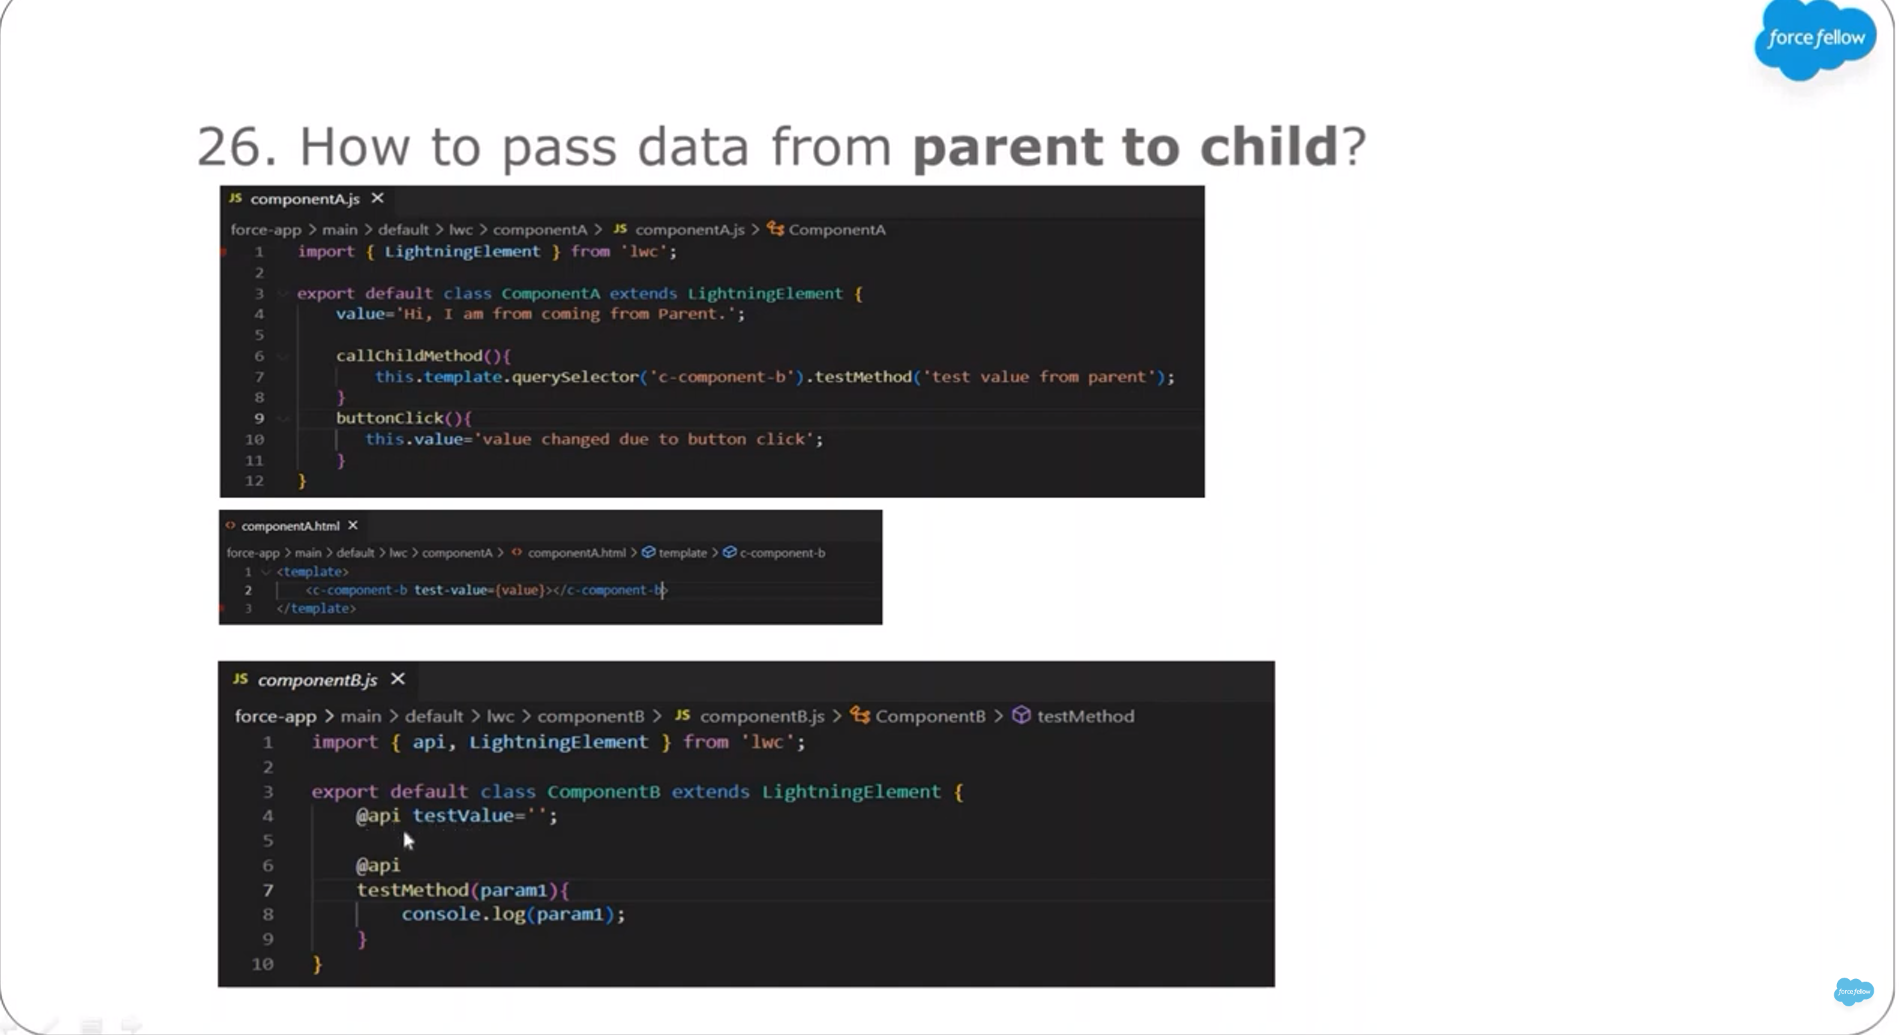 force fellow
26. How to pass data from parent to child?
JS componentA.js ×
force-app > main > default > lwc > componentA > JS componentA.js > ComponentA
1 import { LightningElement } from 'lwc';
2
3 export default class ComponentA extends LightningElement {
4 value='Hi, I am from coming from Parent.';
5
6 callChildMethod(){
7 this.template.querySelector('c-component-b').testMethod('test value from parent');
8 }
9 buttonClick(){
10 this.value='value changed due to button click';
11 }
12 }
<> componentA.html ×
force-app > main > default > lwc > componentA > <> componentA.html > template > c-component-b
1 <template>
2 <c-component-b test-value={value}></c-component-b>
3 </template>
JS componentB.js ×
force-app > main > default > lwc > componentB > JS componentB.js > ComponentB > testMethod
1 import { api, LightningElement } from 'lwc';
2
3 export default class ComponentB extends LightningElement {
4 @api testValue='';
5
6 @api
7 testMethod(param1){
8 console.log(param1);
9 }
10 }
force fellow